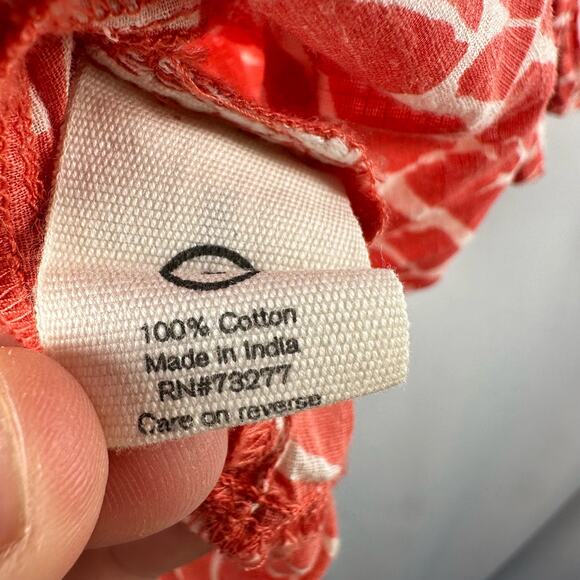 100% Cotton
Made in India
RN#73277
Care on reverse